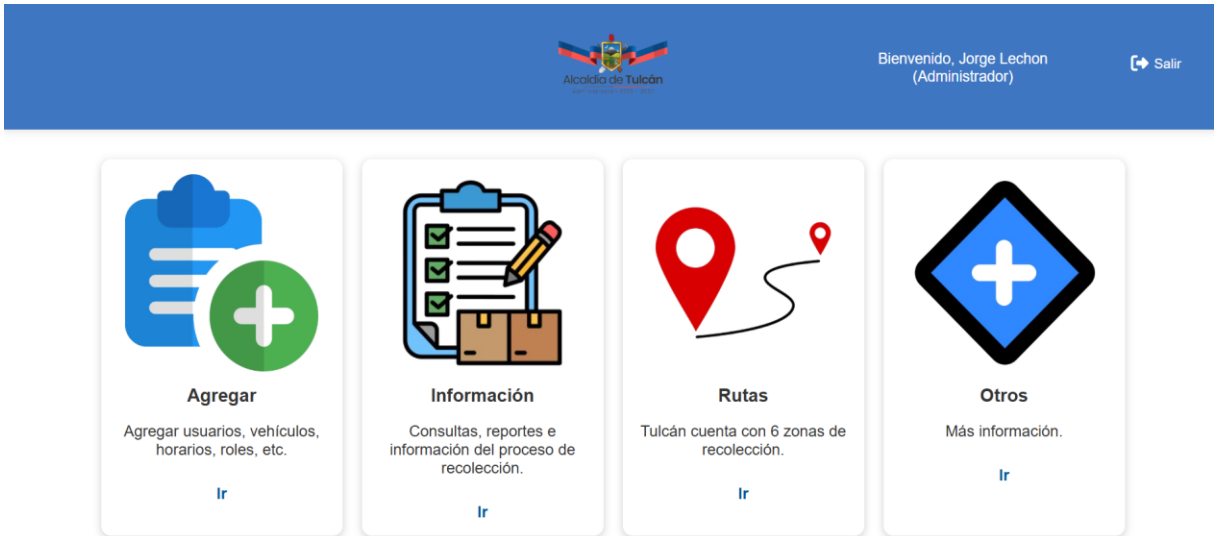 Alcaldía de Tulcán
Bienvenido, Jorge Lechon
(Administrador)
Salir
Agregar
Agregar usuarios, vehículos,
horarios, roles, etc.
Ir
Información
Consultas, reportes e
información del proceso de
recolección.
Ir
Rutas
Tulcán cuenta con 6 zonas de
recolección.
Ir
Otros
Más información.
Ir